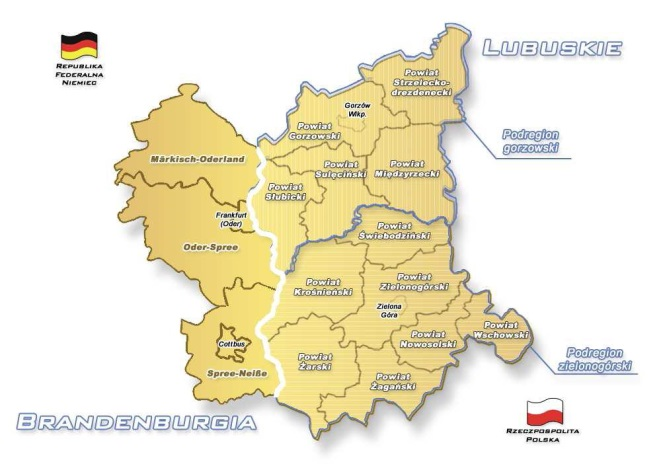 LUBUSKIE
REPUBLIKA
FEDERALNA
NIEMIEC
Powiat
Strzelecko-
drezdenecki
Gorzów
Wlkp.
Powiat
Gorzowski
Podregion
gorzowski
Märkisch-Oderland
Powiat
Sulęciński
Powiat
Międzyrzecki
Powiat
Słubicki
Frankfurt
(Oder)
Powiat
Świebodziński
Oder-Spree
Powiat
Krośnieński
Powiat
Zielonogórski
Zielona
Góra
Powiat
Wschowski
Powiat
Nowosolski
Cottbus
Powiat
Żarski
Podregion
zielonogórski
Spree-Neiße
Powiat
Żagański
BRANDENBURGIA
RZECZPOSPOLITA
POLSKA